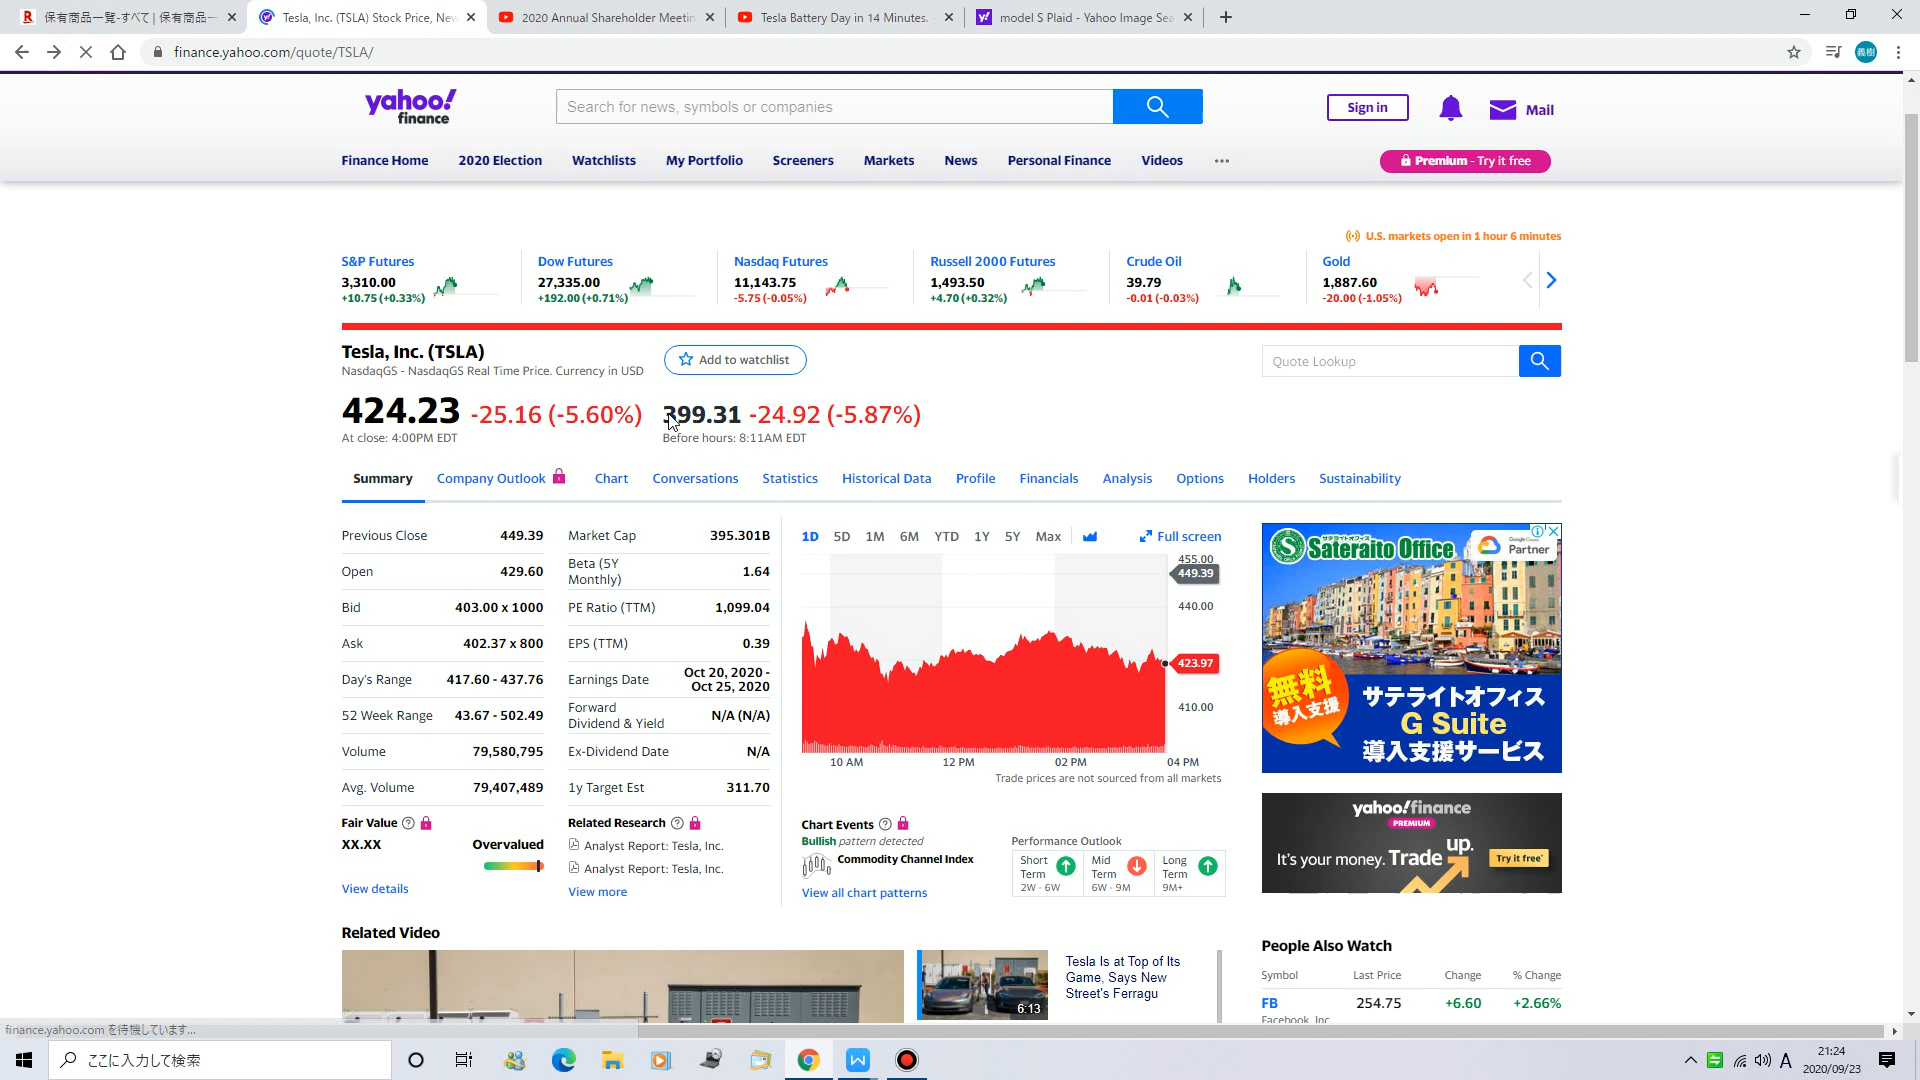 保有商品一覧-すべて | 保有商品一
Tesla, Inc. (TSLA) Stock Price, New
2020 Annual Shareholder Meetin
Tesla Battery Day in 14 Minutes.
model S Plaid - Yahoo Image Sea
finance.yahoo.com/quote/TSLA/
義樹
yahoo!
finance
Search for news, symbols or companies
Sign in
Mail
Finance Home
2020 Election
Watchlists
My Portfolio
Screeners
Markets
News
Personal Finance
Videos
Premium - Try it free
U.S. markets open in 1 hour 6 minutes
S&P Futures
3,310.00
+10.75 (+0.33%)
Dow Futures
27,335.00
+192.00 (+0.71%)
Nasdaq Futures
11,143.75
-5.75 (-0.05%)
Russell 2000 Futures
1,493.50
+4.70 (+0.32%)
Crude Oil
39.79
-0.01 (-0.03%)
Gold
1,887.60
-20.00 (-1.05%)
Tesla, Inc. (TSLA)
NasdaqGS - NasdaqGS Real Time Price. Currency in USD
Add to watchlist
Quote Lookup
424.23 -25.16 (-5.60%)
At close: 4:00PM EDT
399.31 -24.92 (-5.87%)
Before hours: 8:11AM EDT
Summary
Company Outlook
Chart
Conversations
Statistics
Historical Data
Profile
Financials
Analysis
Options
Holders
Sustainability
Previous Close 449.39
Open 429.60
Bid 403.00 x 1000
Ask 402.37 x 800
Day's Range 417.60 - 437.76
52 Week Range 43.67 - 502.49
Volume 79,580,795
Avg. Volume 79,407,489
Market Cap 395.301B
Beta (5Y
Monthly) 1.64
PE Ratio (TTM) 1,099.04
EPS (TTM) 0.39
Earnings Date Oct 20, 2020 -
Oct 25, 2020
Forward
Dividend & Yield N/A (N/A)
Ex-Dividend Date N/A
1y Target Est 311.70
Fair Value
XX.XX Overvalued
View details
Related Research
Analyst Report: Tesla, Inc.
Analyst Report: Tesla, Inc.
View more
1D 5D 1M 6M YTD 1Y 5Y Max
Full screen
455.00
449.39
440.00
423.97
410.00
10 AM 12 PM 02 PM 04 PM
Trade prices are not sourced from all markets
Chart Events
Bullish pattern detected
Commodity Channel Index
View all chart patterns
Performance Outlook
Short
Term
2W - 6W
Mid
Term
6W - 9M
Long
Term
9M+
Sateraito Office
サテライトオフィス
Google Cloud
Partner
無料
導入支援
サテライトオフィス
G Suite
導入支援サービス
yahoo!finance
PREMIUM
It's your money. Trade up.
Try it free*
Related Video
6:13
Tesla Is at Top of Its
Game, Says New
Street's Ferragu
People Also Watch
Symbol Last Price Change % Change
FB 254.75 +6.60 +2.66%
Facebook, Inc.
finance.yahoo.com を待機しています...
ここに入力して検索
A
21:24
2020/09/23